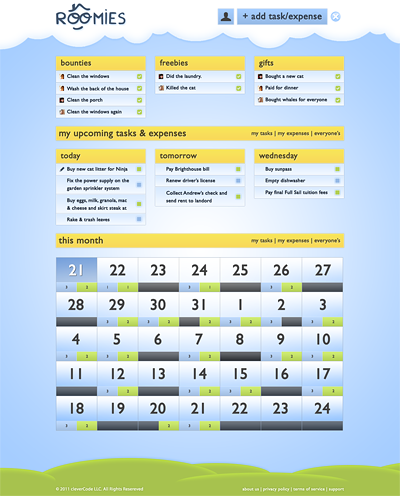 ROOMIES
+ add task/expense
bounties
freebies
gifts
Clean the windows
Did the laundry.
Bought a new cat
Wash the back of the house
Killed the cat
Paid for dinner
Clean the porch
Bought whales for everyone
Clean the windows again
my upcoming tasks & expenses
my tasks | my expenses | everyone's
today
tomorrow
wednesday
Buy new cat litter for Ninja
Pay Brighthouse bill
Buy sunpass
Fix the power supply on the
garden sprinkler system
Renew driver's license
Empty dishwasher
Buy eggs, milk, granola, mac
& cheese and skirt steak at
Collect Andrew's check and
send rent to landord
Pay final Full Sail tuition fees
Rake & trash leaves
this month
my tasks | my expenses | everyone's
21 22 23 24 25 26 27
28 29 30 31 1 2 3
4 5 6 7 8 9 10
11 12 13 14 15 16 17
18 19 20 21 22 23 24
© 2011 cleverCode LLC. All Rights Reserved
about us | privacy policy | terms of service | support